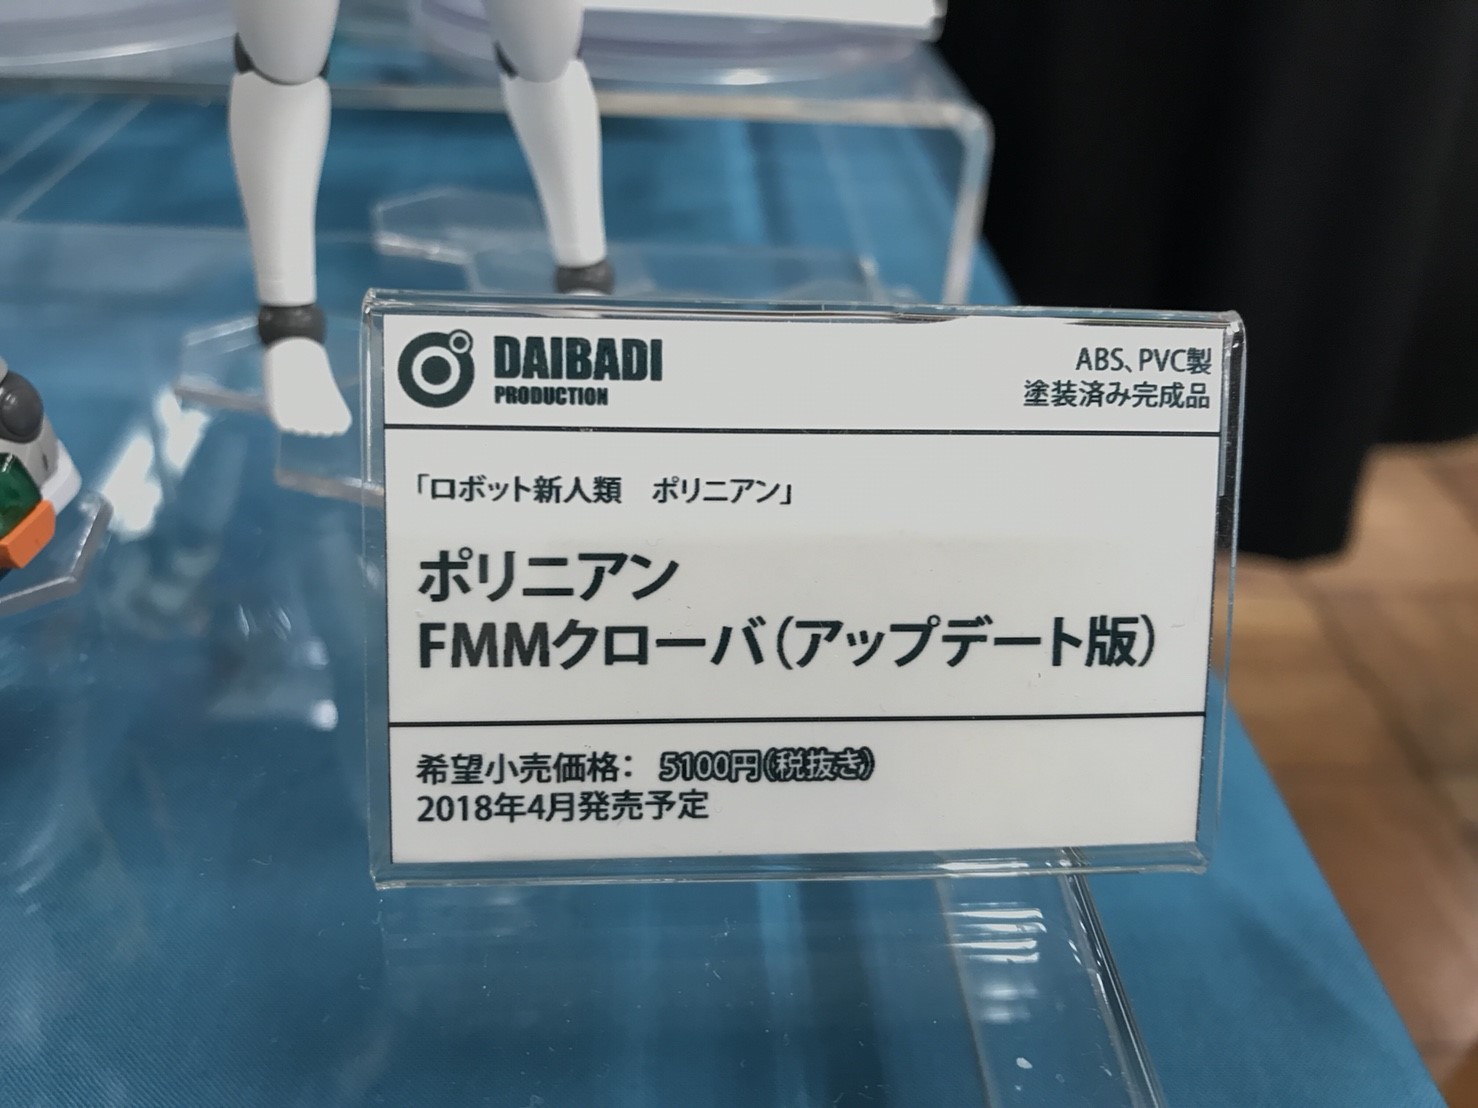 DAIBADI
PRODUCTION
ABS、PVC製
塗装済み完成品
「ロボット新人類　ポリニアン」
ポリニアン
FMMクローバ（アップデート版）
希望小売価格： 5100円（税抜き）
2018年4月発売予定